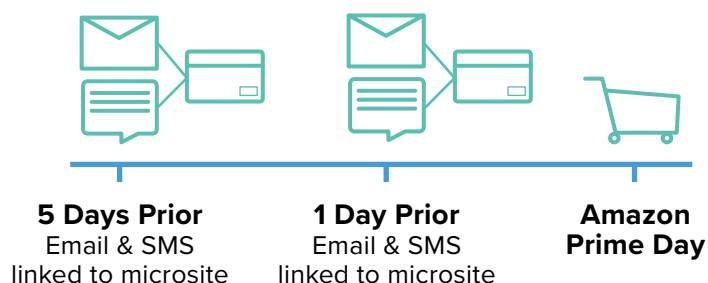 5 Days Prior
Email & SMS
linked to microsite
1 Day Prior
Email & SMS
linked to microsite
Amazon
Prime Day